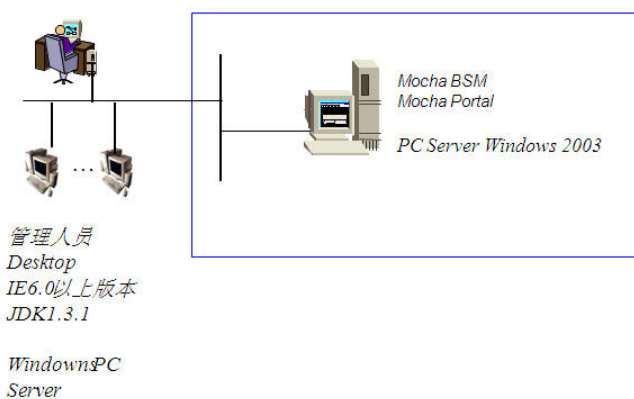 Mocha BSM
Mocha Portal
PC Server Windows 2003
...
管理人员
Desktop
IE6.0以上版本
JDK1.3.1
WindownsPC
Server